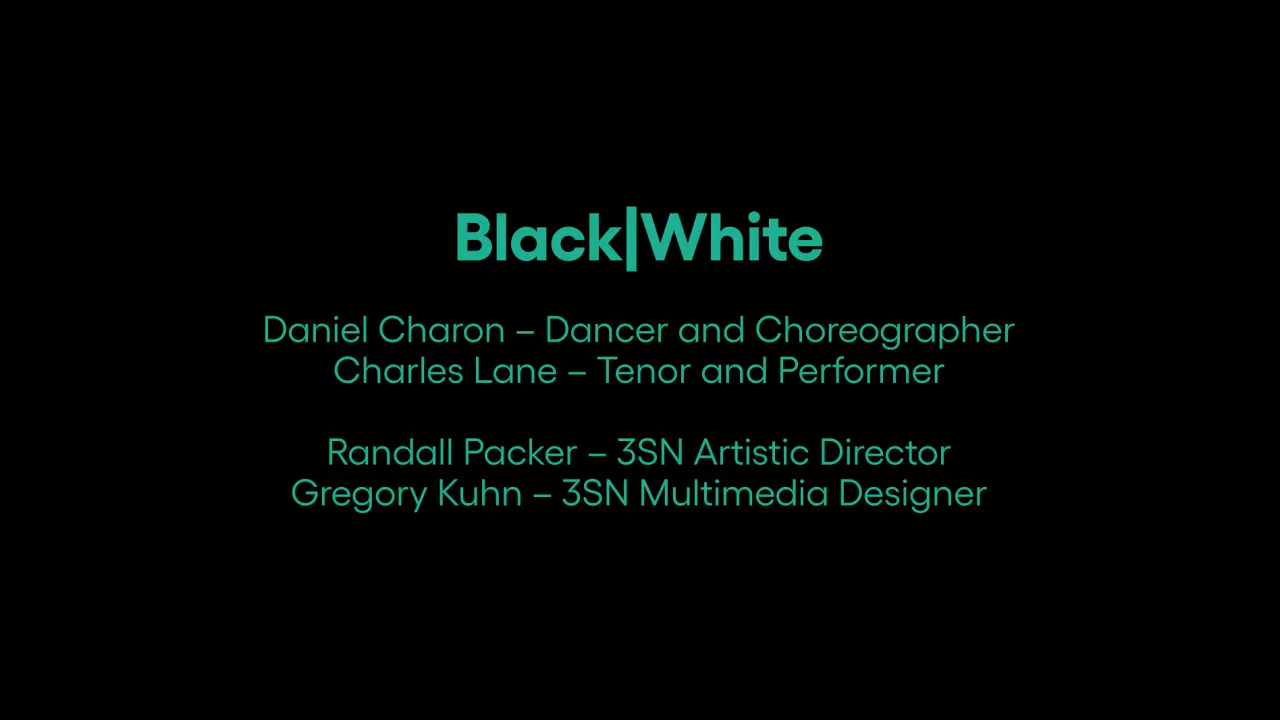 Black|White
Daniel Charon – Dancer and Choreographer
Charles Lane – Tenor and Performer
Randall Packer – 3SN Artistic Director
Gregory Kuhn – 3SN Multimedia Designer